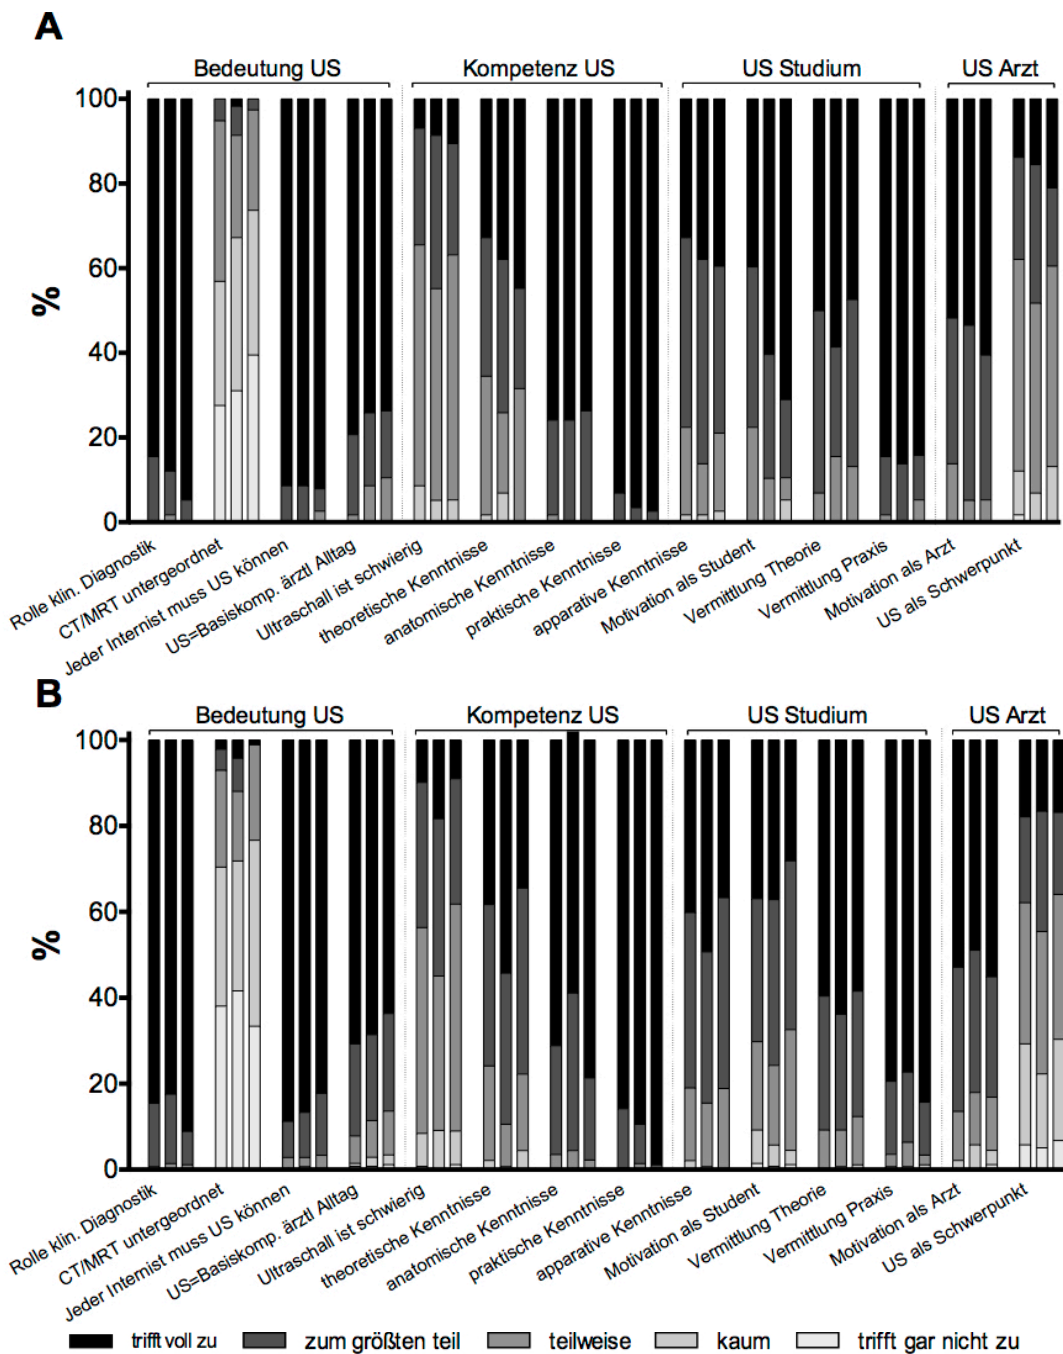 A
Bedeutung US
Kompetenz US
US Studium
US Arzt
100
80
60
40
20
0
%
Rolle klin. Diagnostik
CT/MRT untergeordnet
Jeder Internist muss US können
US=Basiskomp. ärztl Alltag
Ultraschall ist schwierig
theoretische Kenntnisse
anatomische Kenntnisse
praktische Kenntnisse
apparative Kenntnisse
Motivation als Student
Vermittlung Theorie
Vermittlung Praxis
Motivation als Arzt
US als Schwerpunkt
B
Bedeutung US
Kompetenz US
US Studium
US Arzt
100
80
60
40
20
0
%
Rolle klin. Diagnostik
CT/MRT untergeordnet
Jeder Internist muss US können
US=Basiskomp. ärztl Alltag
Ultraschall ist schwierig
theoretische Kenntnisse
anatomische Kenntnisse
praktische Kenntnisse
apparative Kenntnisse
Motivation als Student
Vermittlung Theorie
Vermittlung Praxis
Motivation als Arzt
US als Schwerpunkt
trifft voll zu zum größten teil teilweise kaum trifft gar nicht zu